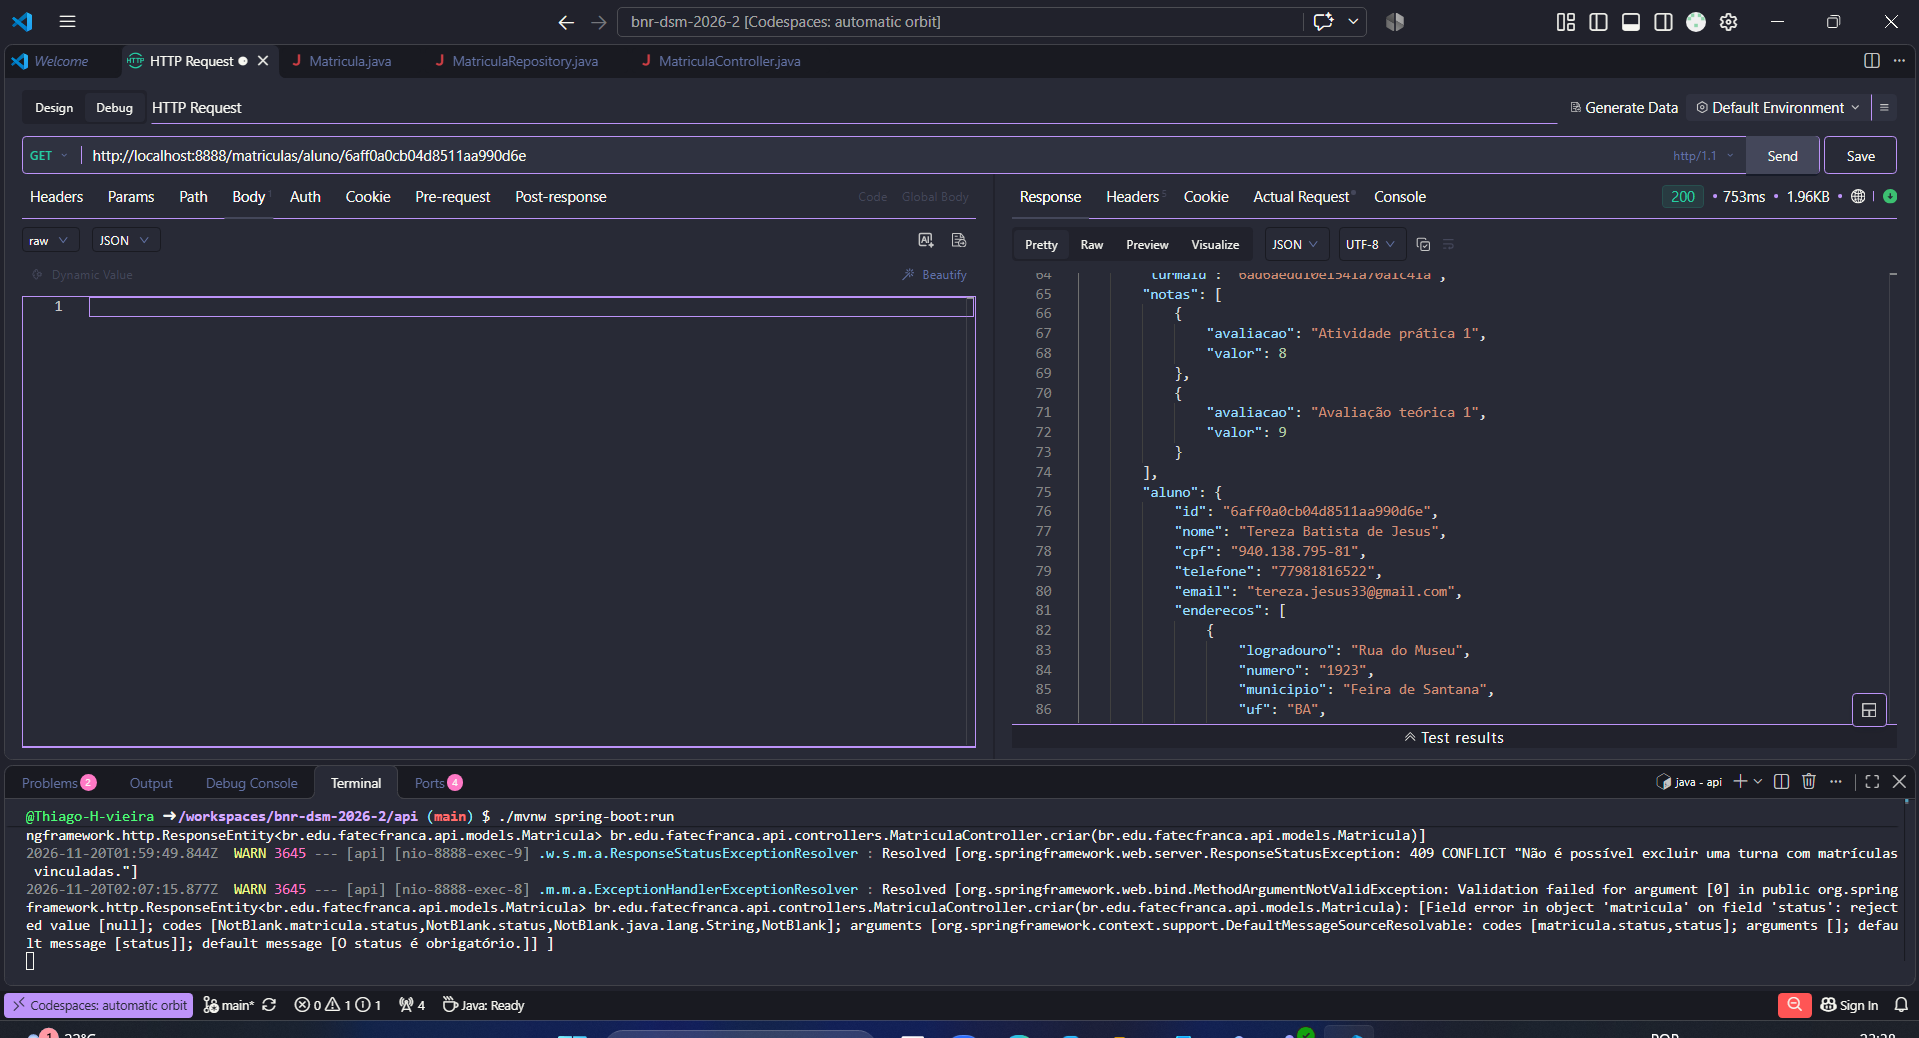 bnr-dsm-2026-2 [Codespaces: automatic orbit]
Welcome
HTTP Request
Matricula.java
MatriculaRepository.java
MatriculaController.java
Design
Debug
HTTP Request
Generate Data
Default Environment
GET
http://localhost:8888/matriculas/aluno/6aff0a0cb04d8511aa990d6e
http/1.1
Send
Save
Headers
Params
Path
Body 1
Auth
Cookie
Pre-request
Post-response
Code
Global Body
Response
Headers 5
Cookie
Actual Request
Console
200 • 753ms • 1.96KB
raw
JSON
Pretty
Raw
Preview
Visualize
JSON
UTF-8
Dynamic Value
Beautify
1
64
65 "notas": [
66 {
67 "avaliacao": "Atividade prática 1",
68 "valor": 8
69 },
70 {
71 "avaliacao": "Avaliação teórica 1",
72 "valor": 9
73 }
74 ],
75 "aluno": {
76 "id": "6aff0a0cb04d8511aa990d6e",
77 "nome": "Tereza Batista de Jesus",
78 "cpf": "940.138.795-81",
79 "telefone": "77981816522",
80 "email": "tereza.jesus33@gmail.com",
81 "enderecos": [
82 {
83 "logradouro": "Rua do Museu",
84 "numero": "1923",
85 "municipio": "Feira de Santana",
86 "uf": "BA",
Test results
Problems 2
Output
Debug Console
Terminal
Ports 4
java - api
@Thiago-H-vieira ➜/workspaces/bnr-dsm-2026-2/api (main) $ ./mvnw spring-boot:run
ngframework.http.ResponseEntity<br.edu.fatecfranca.api.models.Matricula> br.edu.fatecfranca.api.controllers.MatriculaController.criar(br.edu.fatecfranca.api.models.Matricula)]
2026-11-20T01:59:49.844Z  WARN 3645 --- [api] [nio-8888-exec-9] .w.s.m.a.ResponseStatusExceptionResolver : Resolved [org.springframework.web.server.ResponseStatusException: 409 CONFLICT "Não é possível excluir uma turna com matrículas
vinculadas."]
2026-11-20T02:07:15.877Z  WARN 3645 --- [api] [nio-8888-exec-8] .m.m.a.ExceptionHandlerExceptionResolver : Resolved [org.springframework.web.bind.MethodArgumentNotValidException: Validation failed for argument [0] in public org.spring
framework.http.ResponseEntity<br.edu.fatecfranca.api.models.Matricula> br.edu.fatecfranca.api.controllers.MatriculaController.criar(br.edu.fatecfranca.api.models.Matricula): [Field error in object 'matricula' on field 'status': reject
ed value [null]; codes [NotBlank.matricula.status,NotBlank.status,NotBlank.java.lang.String,NotBlank]; arguments [org.springframework.context.support.DefaultMessageSourceResolvable: codes [matricula.status,status]; arguments []; defau
lt message [status]]; default message [O status é obrigatório.]] ]
Codespaces: automatic orbit
main*
0
1
1
4
Java: Ready
Sign In